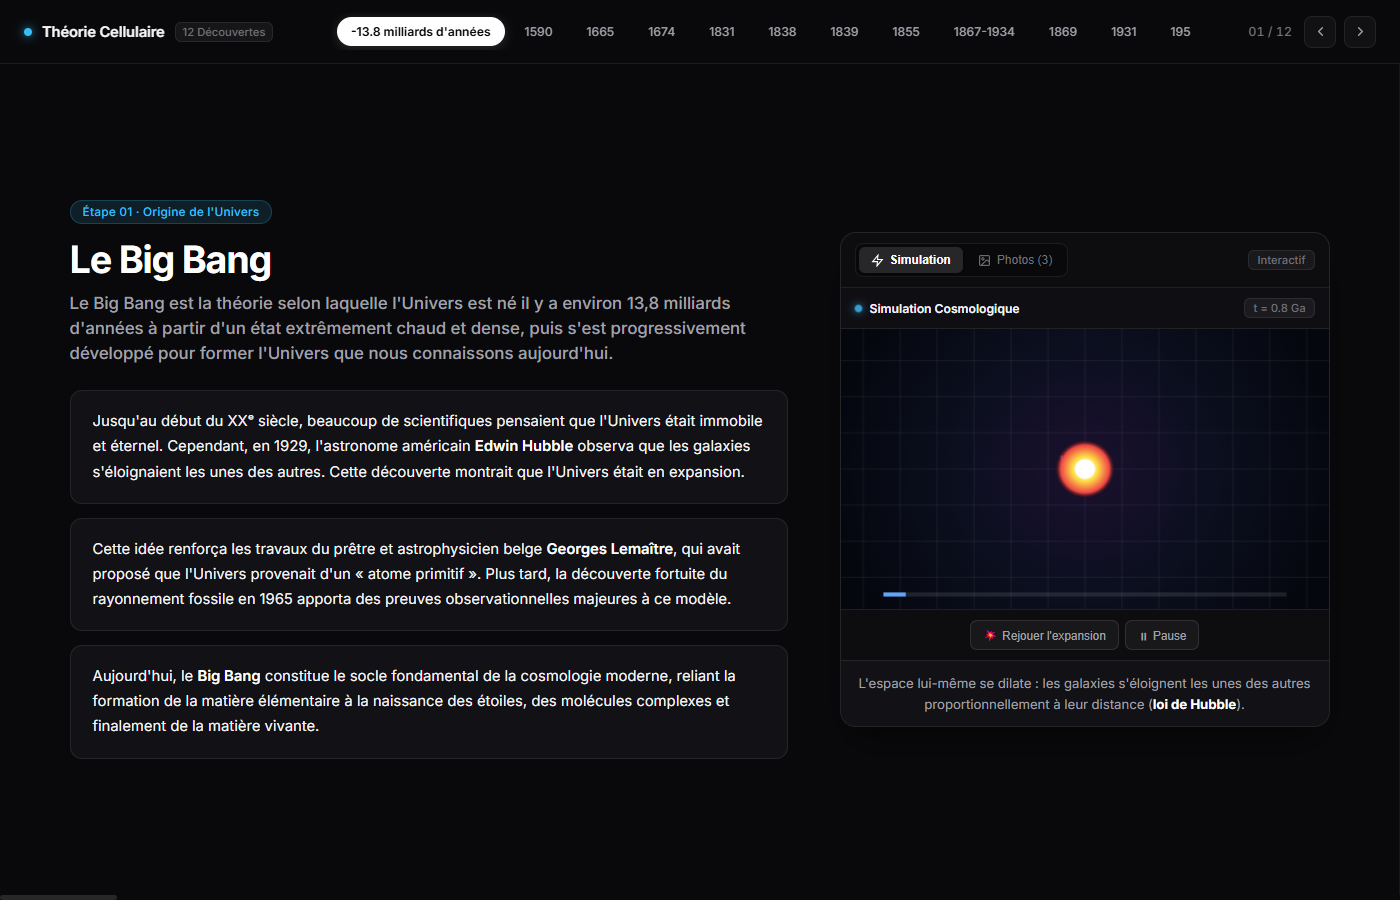 Théorie Cellulaire
12 Découvertes
-13.8 milliards d'années
1590
1665
1674
1831
1838
1839
1855
1867-1934
1869
1931
195
01 / 12
Étape 01 · Origine de l'Univers
Le Big Bang
Le Big Bang est la théorie selon laquelle l'Univers est né il y a environ 13,8 milliards
d'années à partir d'un état extrêmement chaud et dense, puis s'est progressivement
développé pour former l'Univers que nous connaissons aujourd'hui.
Jusqu'au début du XXᵉ siècle, beaucoup de scientifiques pensaient que l'Univers était immobile
et éternel. Cependant, en 1929, l'astronome américain Edwin Hubble observa que les galaxies
s'éloignaient les unes des autres. Cette découverte montrait que l'Univers était en expansion.
Cette idée renforça les travaux du prêtre et astrophysicien belge Georges Lemaître, qui avait
proposé que l'Univers provenait d'un « atome primitif ». Plus tard, la découverte fortuite du
rayonnement fossile en 1965 apporta des preuves observationnelles majeures à ce modèle.
Aujourd'hui, le Big Bang constitue le socle fondamental de la cosmologie moderne, reliant la
formation de la matière élémentaire à la naissance des étoiles, des molécules complexes et
finalement de la matière vivante.
Simulation
Photos (3)
Interactif
Simulation Cosmologique
t = 0.8 Ga
Rejouer l'expansion
Pause
L'espace lui-même se dilate : les galaxies s'éloignent les unes des autres
proportionnellement à leur distance (loi de Hubble).